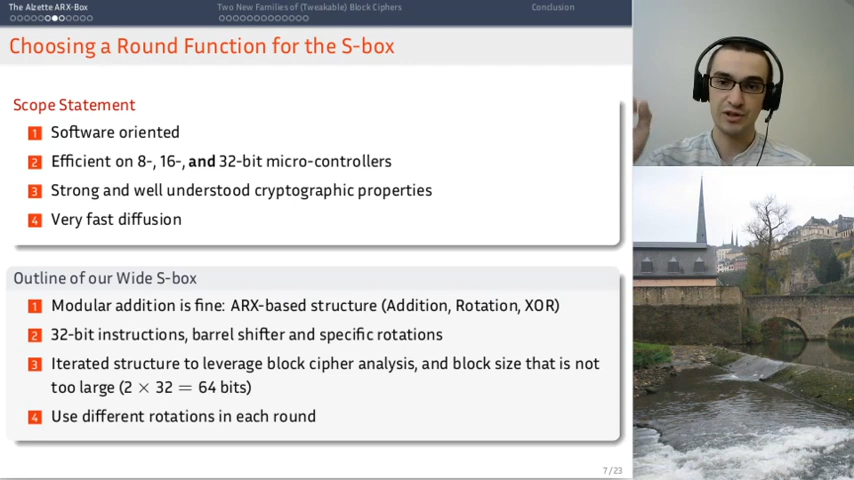 The Alzette ARX-Box
Two New Families of (Tweakable) Block Ciphers
Conclusion
Choosing a Round Function for the S-box
Scope Statement
1 Software oriented
2 Efficient on 8-, 16-, and 32-bit micro-controllers
3 Strong and well understood cryptographic properties
4 Very fast diffusion
Outline of our Wide S-box
1 Modular addition is fine: ARX-based structure (Addition, Rotation, XOR)
2 32-bit instructions, barrel shifter and specific rotations
3 Iterated structure to leverage block cipher analysis, and block size that is not
too large (2 × 32 = 64 bits)
4 Use different rotations in each round
7/23